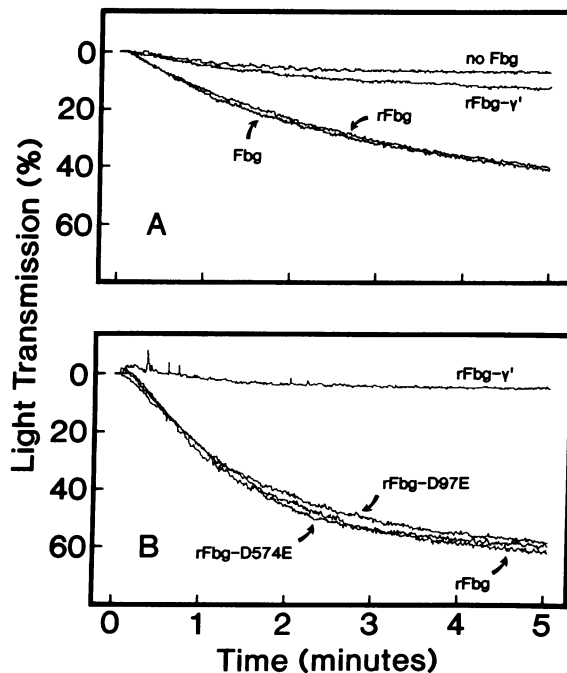 Light Transmission (%)
0
20
40
60
no Fbg
rFbg-γ'
rFbg
Fbg
A
0
20
40
60
rFbg-γ'
rFbg-D97E
rFbg-D574E
rFbg
B
0 1 2 3 4 5
Time (minutes)